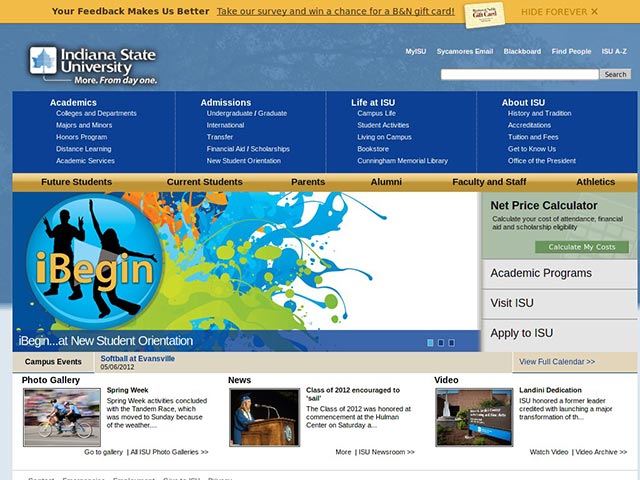 Your Feedback Makes Us Better Take our survey and win a chance for a B&N gift card! HIDE FOREVER ✕
Indiana State
University
More. From day one.
MyISU Sycamores Email Blackboard Find People ISU A-Z
Search
Academics
Colleges and Departments
Majors and Minors
Honors Program
Distance Learning
Academic Services
Admissions
Undergraduate / Graduate
International
Transfer
Financial Aid / Scholarships
New Student Orientation
Life at ISU
Campus Life
Student Activities
Living on Campus
Bookstore
Cunningham Memorial Library
About ISU
History and Tradition
Accreditations
Tuition and Fees
Get to Know Us
Office of the President
Future Students Current Students Parents Alumni Faculty and Staff Athletics
iBegin
iBegin...at New Student Orientation
Net Price Calculator
Calculate your cost of attendance, financial
aid and scholarship eligibility
Calculate My Costs
Academic Programs
Visit ISU
Apply to ISU
Campus Events
Softball at Evansville
05/06/2012
View Full Calendar >>
Photo Gallery
Spring Week
Spring Week activities concluded
with the Tandem Race, which
was moved to Sunday because
of the weather....
Go to gallery | All ISU Photo Galleries >>
News
Class of 2012 encouraged to
'sail'
The Class of 2012 was honored at
commencement at the Hulman
Center on Saturday a...
More | ISU Newsroom >>
Video
Landini Dedication
ISU honored a former leader
credited with launching a major
transformation of th...
Watch Video | Video Archive >>